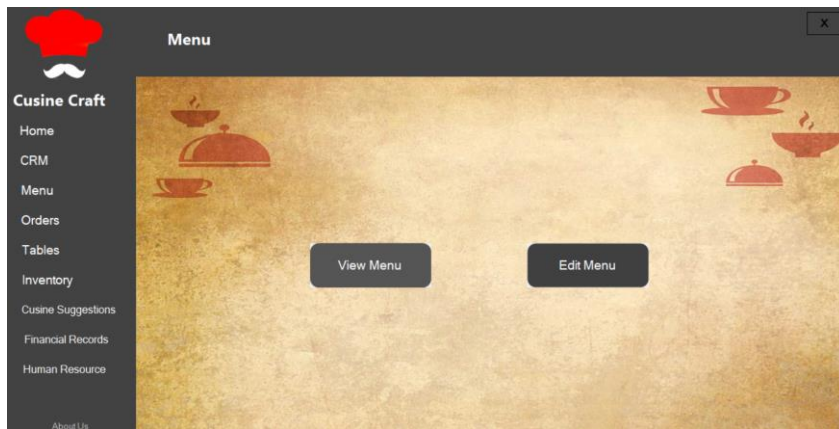 Menu
X
Cusine Craft
Home
CRM
Menu
Orders
Tables
Inventory
Cusine Suggestions
Financial Records
Human Resource
About Us
View Menu
Edit Menu